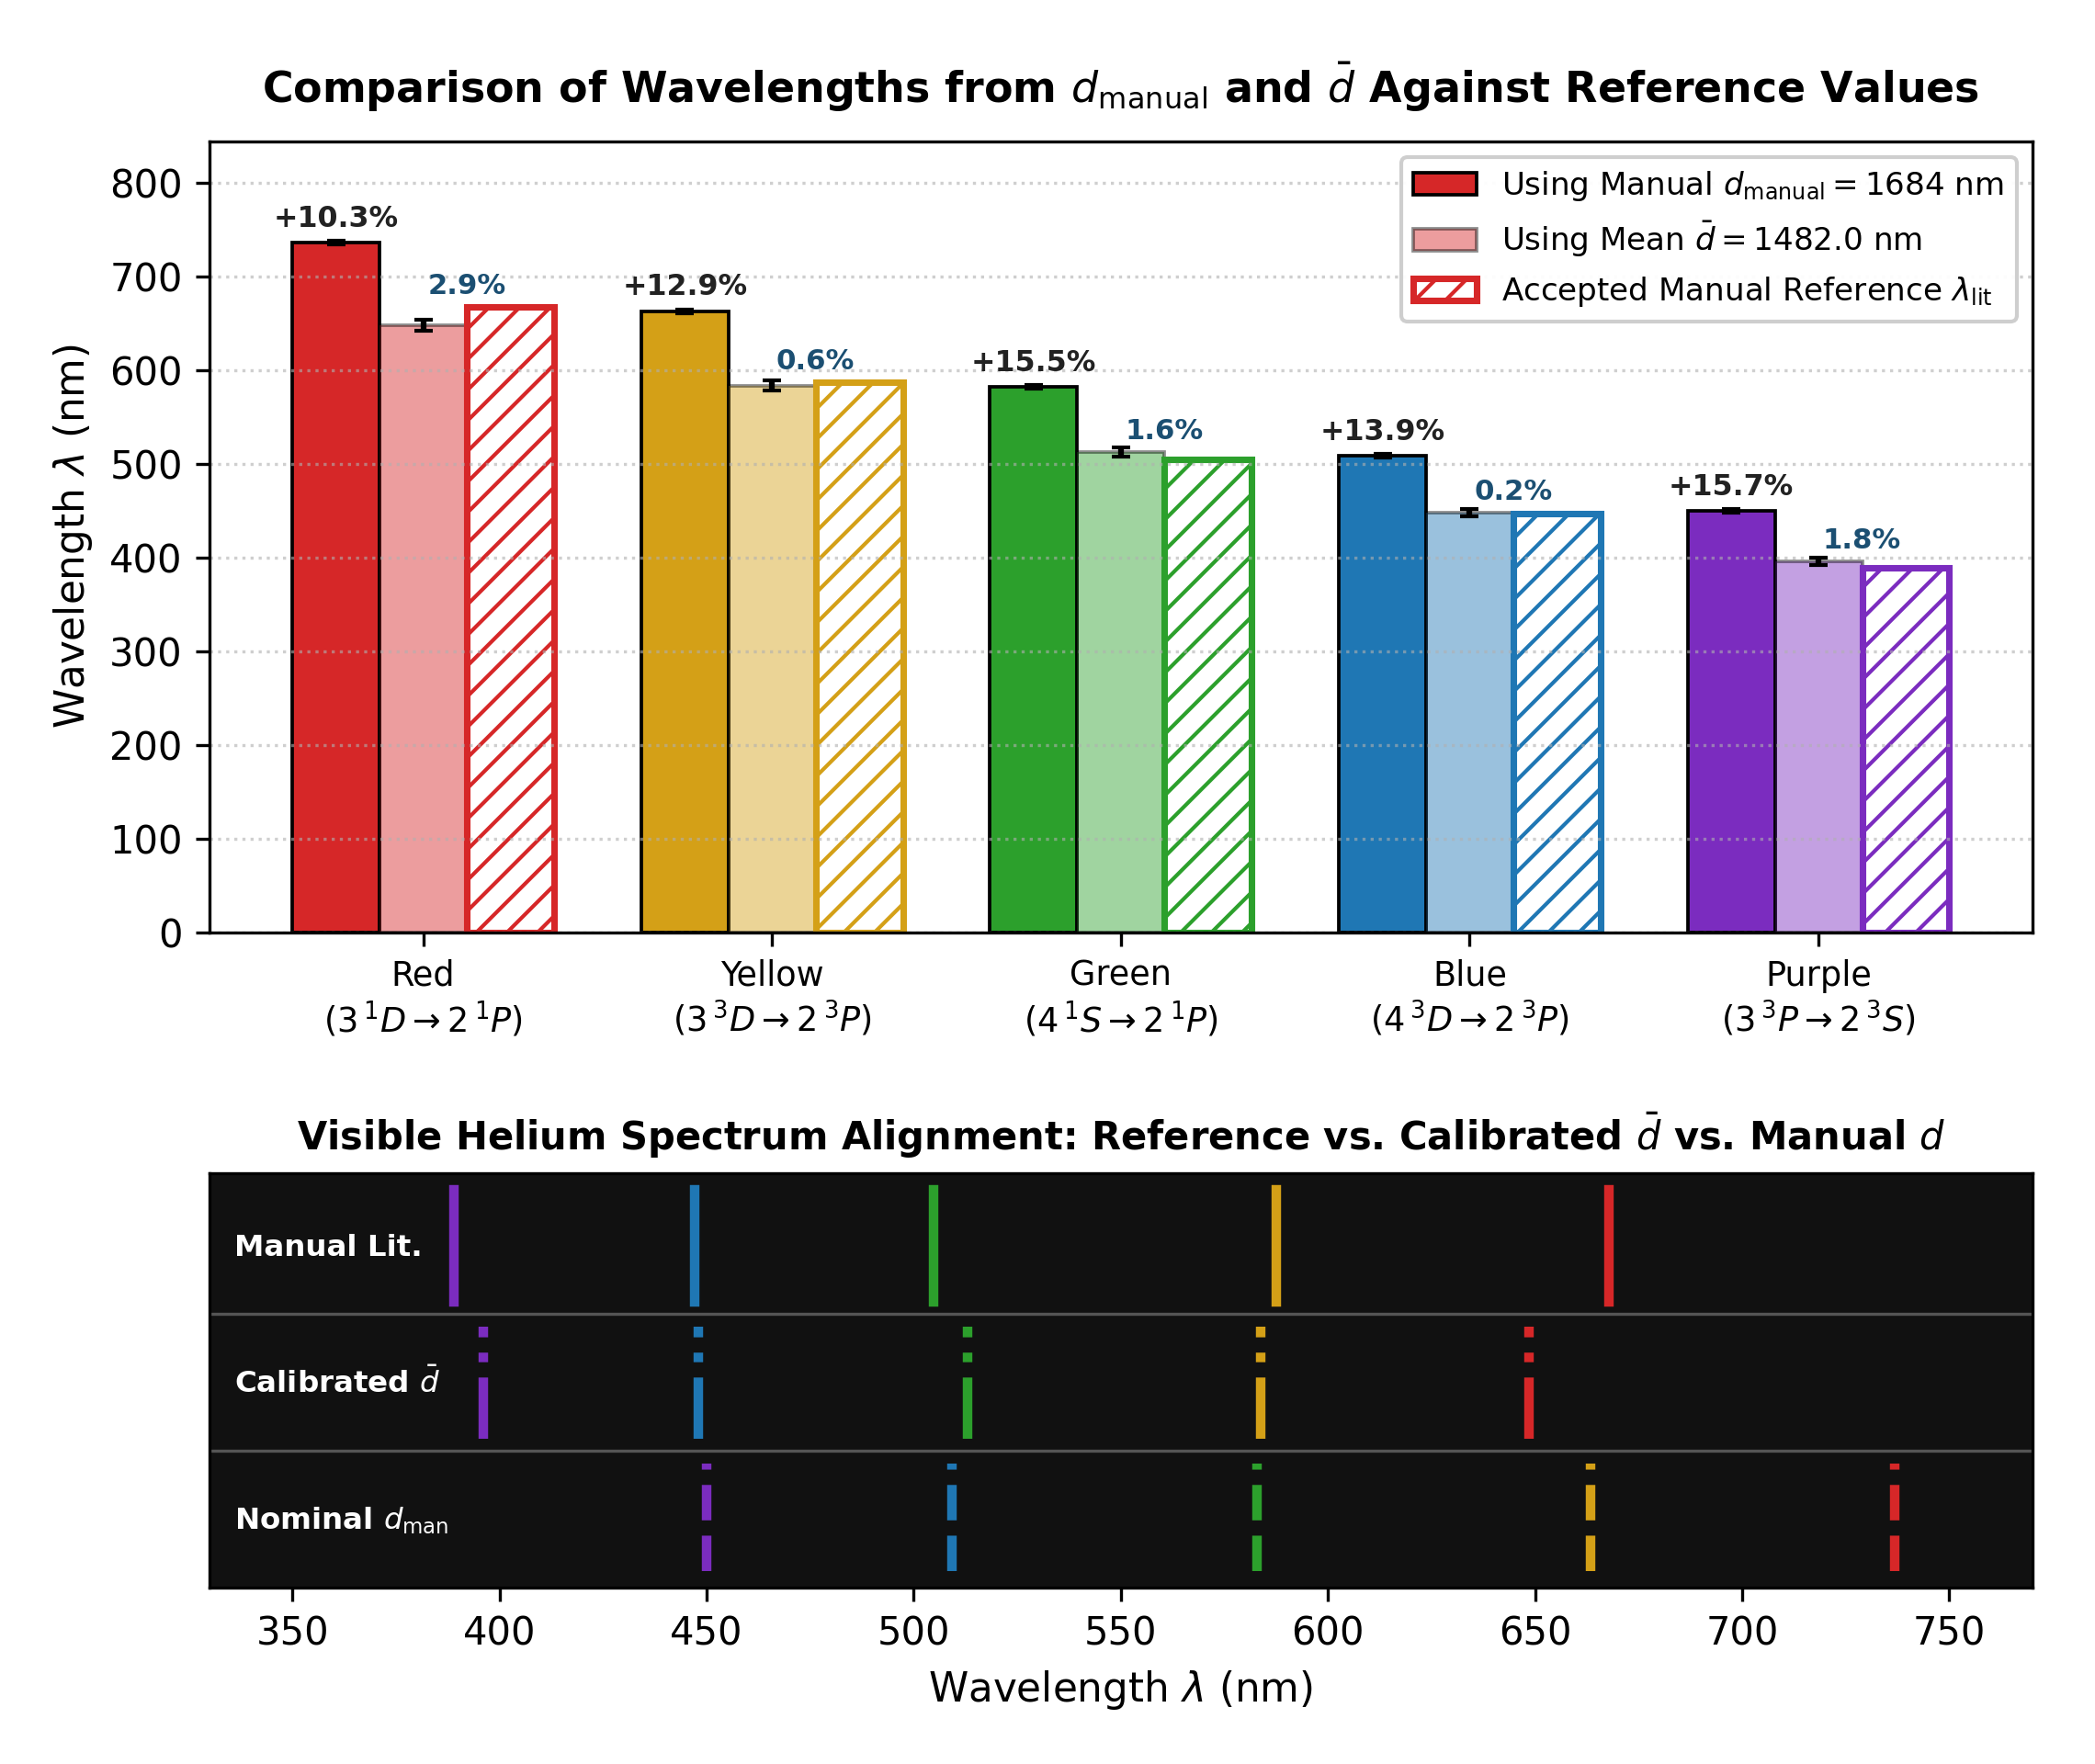 Comparison of Wavelengths from d_manual and d̄ Against Reference Values
Wavelength λ (nm)
800
700
600
500
400
300
200
100
0
Using Manual d_manual = 1684 nm
Using Mean d̄ = 1482.0 nm
Accepted Manual Reference λ_lit
+10.3%
2.9%
+12.9%
0.6%
+15.5%
1.6%
+13.9%
0.2%
+15.7%
1.8%
Red
(3 ¹D → 2 ¹P)
Yellow
(3 ³D → 2 ³P)
Green
(4 ¹S → 2 ¹P)
Blue
(4 ³D → 2 ³P)
Purple
(3 ³P → 2 ³S)
Visible Helium Spectrum Alignment: Reference vs. Calibrated d̄ vs. Manual d
Manual Lit.
Calibrated d̄
Nominal d_man
350 400 450 500 550 600 650 700 750
Wavelength λ (nm)